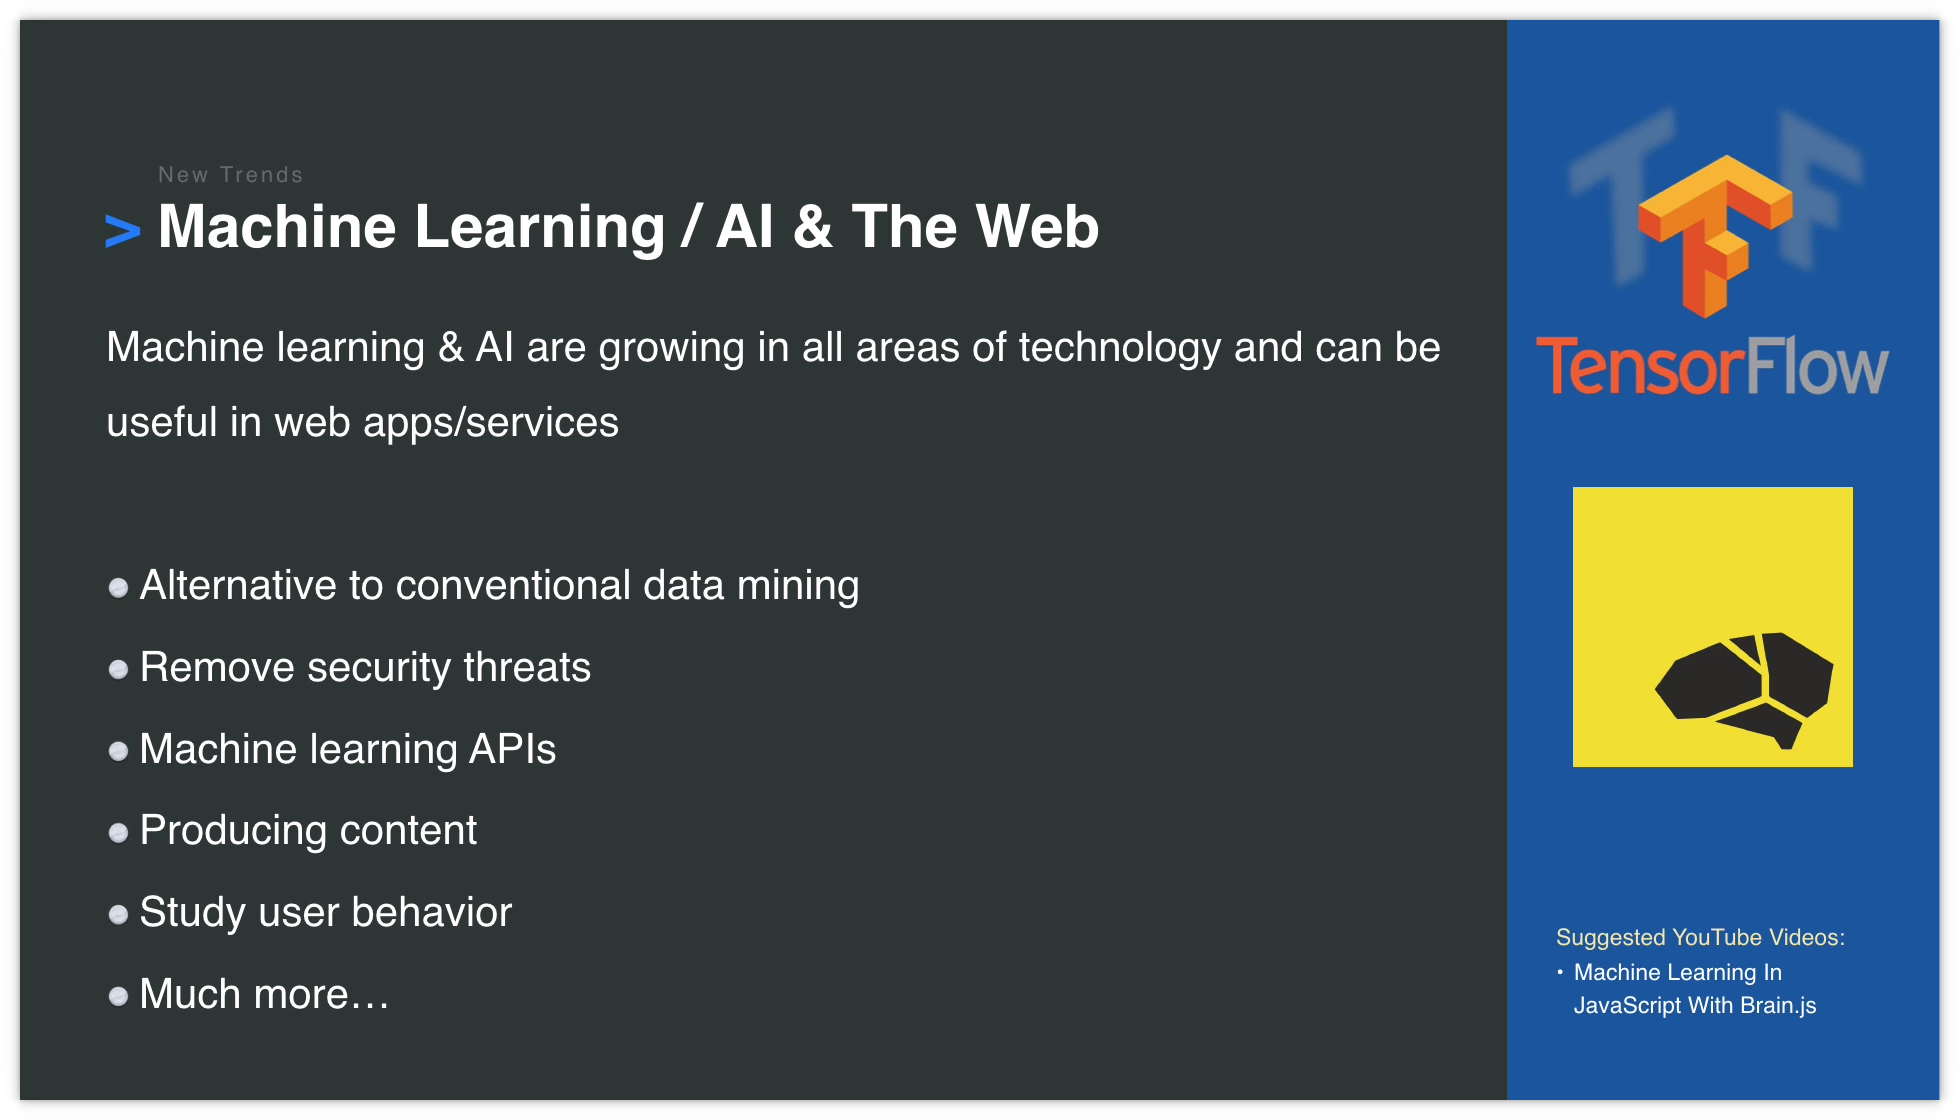 New Trends
> Machine Learning / AI & The Web
Machine learning & AI are growing in all areas of technology and can be
useful in web apps/services
Alternative to conventional data mining
Remove security threats
Machine learning APIs
Producing content
Study user behavior
Much more…
TensorFlow
Suggested YouTube Videos:
• Machine Learning In
JavaScript With Brain.js